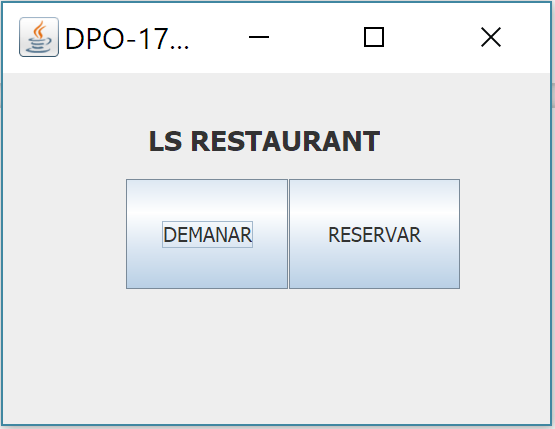 DPO-17...
LS RESTAURANT
DEMANAR
RESERVAR